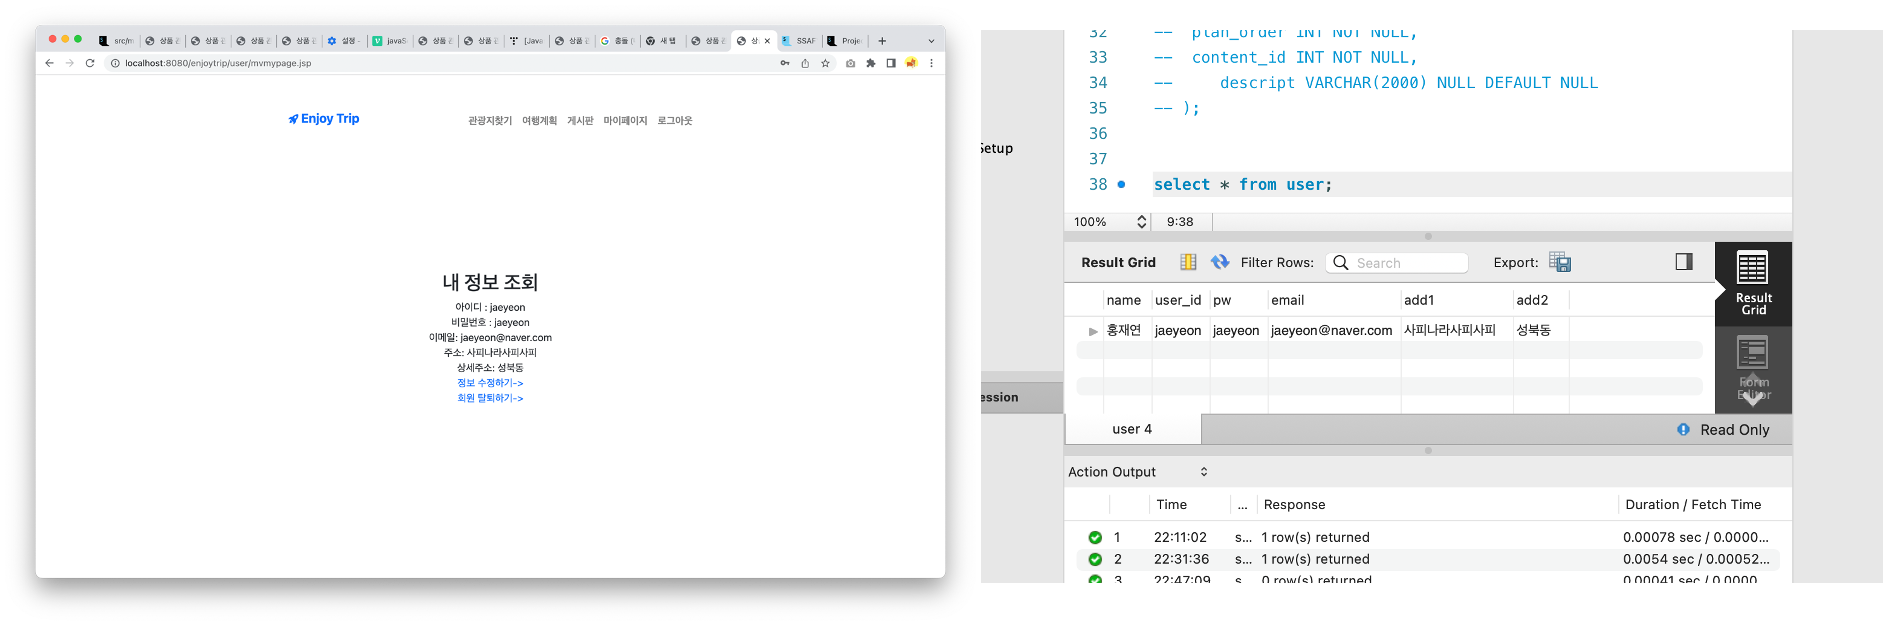 src/m
상품 관
상품 관
상품 관
상품 관
설정 -
javaS
상품 관
상품 관
[Java
상품 관
충돌 (
새 탭
상품 관
상
SSAF
Proje
localhost:8080/enjoytrip/user/mvmypage.jsp
Enjoy Trip
관광지찾기 여행계획 게시판 마이페이지 로그아웃
내 정보 조회
아이디 : jaeyeon
비밀번호 : jaeyeon
이메일: jaeyeon@naver.com
주소: 사피나라사피사피
상세주소: 성북동
정보 수정하기->
회원 탈퇴하기->
Setup
ession
32 -- plan_order INT NOT NULL,
33 -- content_id INT NOT NULL,
34 -- descript VARCHAR(2000) NULL DEFAULT NULL
35 -- );
36
37
38 select * from user;
100% 9:38
Result Grid Filter Rows: Search Export:
name user_id pw email add1 add2
홍재연 jaeyeon jaeyeon jaeyeon@naver.com 사피나라사피사피 성북동
Result
Grid
Form
Editor
user 4 Read Only
Action Output
Time ... Response Duration / Fetch Time
1 22:11:02 s... 1 row(s) returned 0.00078 sec / 0.0000...
2 22:31:36 s... 1 row(s) returned 0.0054 sec / 0.00052...
3 22:47:09 s... 0 row(s) returned 0.00041 sec / 0.0000...